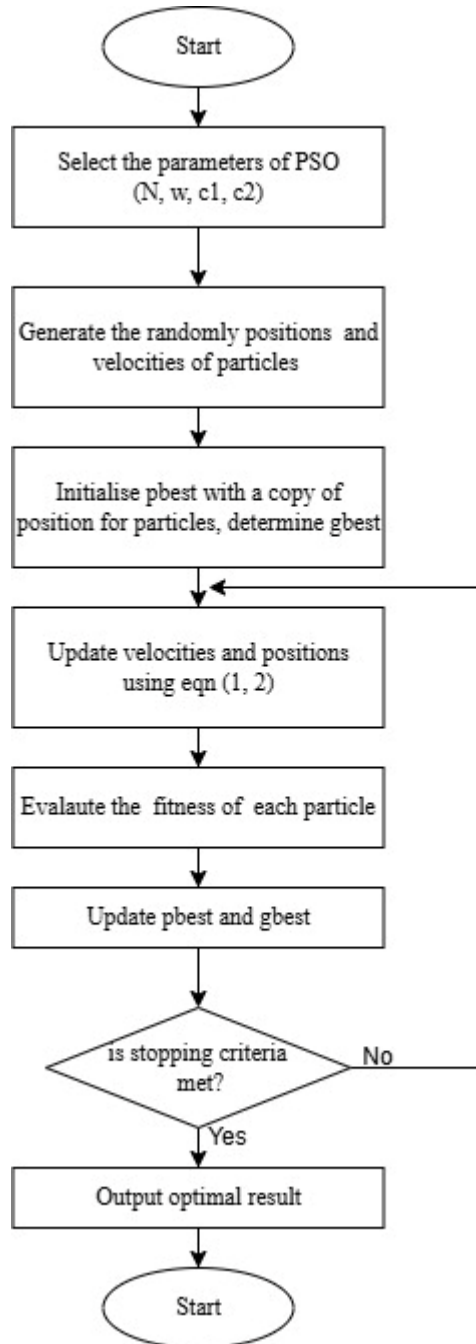 Start
Select the parameters of PSO
(N, w, c1, c2)
Generate the randomly positions and
velocities of particles
Initialise pbest with a copy of
position for particles, determine gbest
Update velocities and positions
using eqn (1, 2)
Evalaute the fitness of each particle
Update pbest and gbest
is stopping criteria
met?
No
Yes
Output optimal result
Start